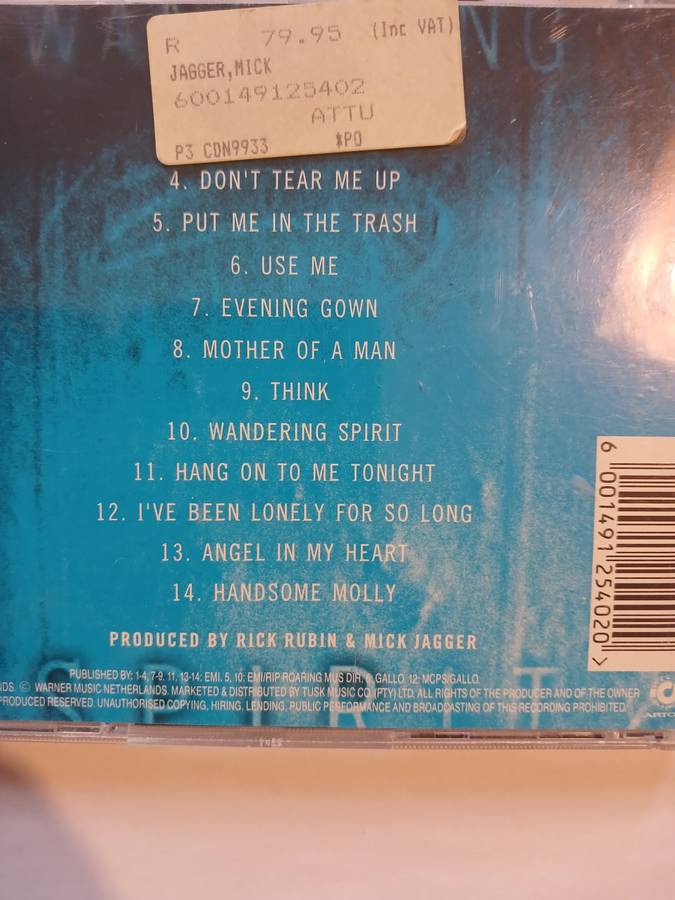 WA NG
R 79.95 (Inc VAT)
JAGGER,MICK
600149125402
ATTU
P3 CDN9933 *PO
4. DON'T TEAR ME UP
5. PUT ME IN THE TRASH
6. USE ME
7. EVENING GOWN
8. MOTHER OF A MAN
9. THINK
10. WANDERING SPIRIT
11. HANG ON TO ME TONIGHT
12. I'VE BEEN LONELY FOR SO LONG
13. ANGEL IN MY HEART
14. HANDSOME MOLLY
6 001491 254020 >
PRODUCED BY RICK RUBIN & MICK JAGGER
SPIRIT
PUBLISHED BY: 1-4, 7-9, 11, 13-14: EMI. 5, 10: EMI/RIP ROARING MUS DIR. 6: GALLO. 12: MCPS/GALLO.
NDS. © WARNER MUSIC NETHERLANDS. MARKETED & DISTRIBUTED BY TUSK MUSIC CO. (PTY) LTD. ALL RIGHTS OF THE PRODUCER AND OF THE OWNER
PRODUCED RESERVED. UNAUTHORISED COPYING, HIRING, LENDING, PUBLIC PERFORMANCE AND BROADCASTING OF THIS RECORDING PROHIBITED.